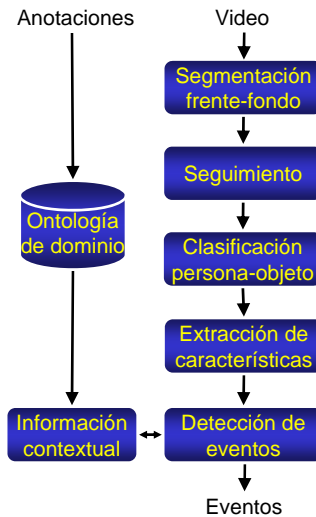 Anotaciones
Video
Segmentación
frente-fondo
Seguimiento
Ontología
de dominio
Clasificación
persona-objeto
Extracción de
características
Información
contextual
Detección de
eventos
Eventos